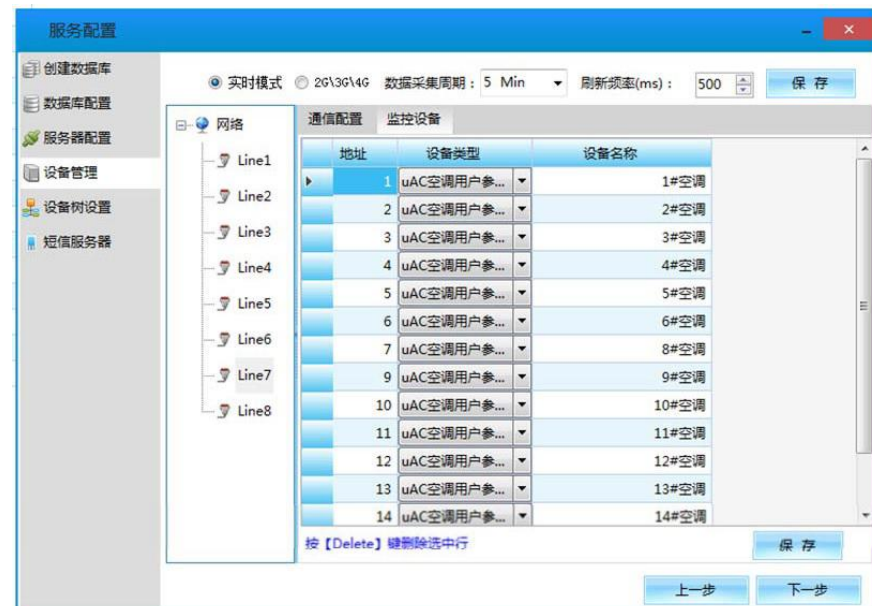 服务配置
创建数据库
数据库配置
服务器配置
设备管理
设备树设置
短信服务器
实时模式 2G\3G\4G 数据采集周期：5 Min 刷新频率(ms)： 500 保 存
网络
Line1
Line2
Line3
Line4
Line5
Line6
Line7
Line8
通信配置 监控设备
地址 设备类型 设备名称
1 uAC空调用户参... 1#空调
2 uAC空调用户参... 2#空调
3 uAC空调用户参... 3#空调
4 uAC空调用户参... 4#空调
5 uAC空调用户参... 5#空调
6 uAC空调用户参... 6#空调
7 uAC空调用户参... 8#空调
9 uAC空调用户参... 9#空调
10 uAC空调用户参... 10#空调
11 uAC空调用户参... 11#空调
12 uAC空调用户参... 12#空调
13 uAC空调用户参... 13#空调
14 uAC空调用户参... 14#空调
按【Delete】键删除选中行 保 存
上一步 下一步